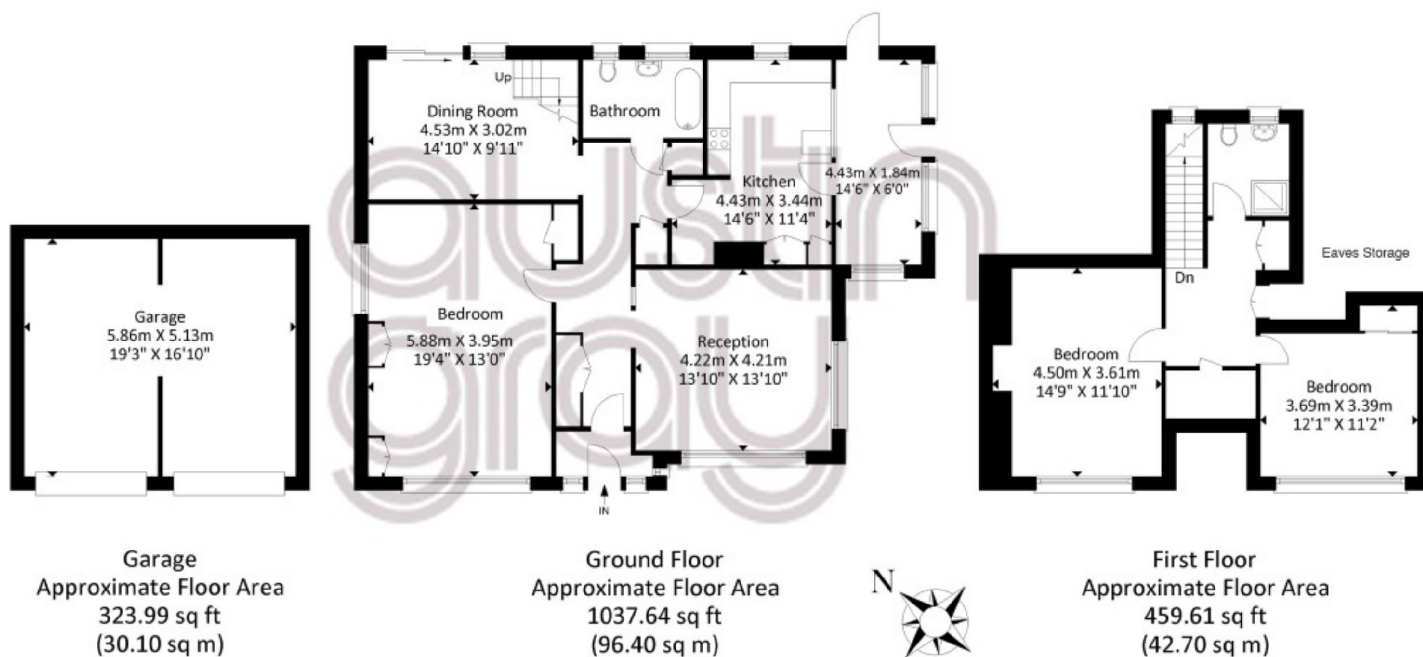 Up
Dining Room
4.53m X 3.02m
14'10" X 9'11"
Bathroom
Kitchen
4.43m X 3.44m
14'6" X 11'4"
4.43m X 1.84m
14'6" X 6'0"
Garage
5.86m X 5.13m
19'3" X 16'10"
Bedroom
5.88m X 3.95m
19'4" X 13'0"
Reception
4.22m X 4.21m
13'10" X 13'10"
IN
Dn
Eaves Storage
Bedroom
4.50m X 3.61m
14'9" X 11'10"
Bedroom
3.69m X 3.39m
12'1" X 11'2"
austin
gray
Garage
Approximate Floor Area
323.99 sq ft
(30.10 sq m)
Ground Floor
Approximate Floor Area
1037.64 sq ft
(96.40 sq m)
N
First Floor
Approximate Floor Area
459.61 sq ft
(42.70 sq m)